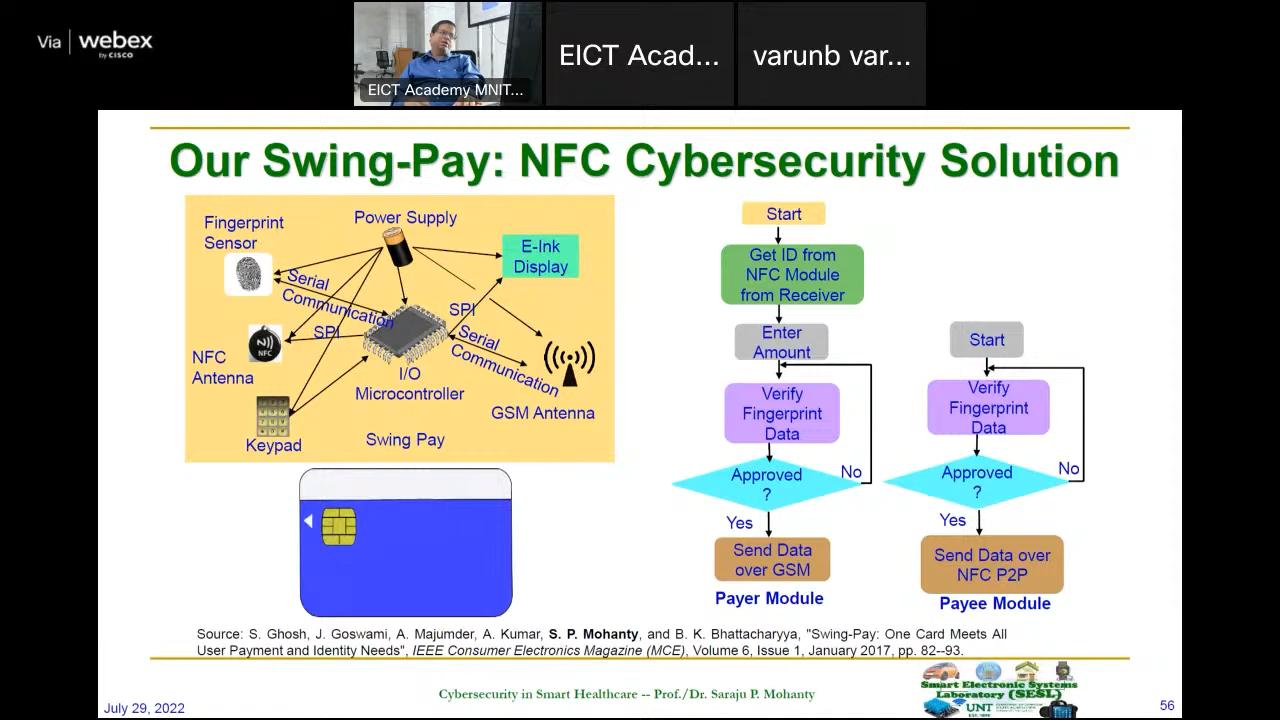 Via webex
by CISCO
EICT Academy MNIT...
EICT Acad...
varunb var...
Our Swing-Pay: NFC Cybersecurity Solution
Fingerprint
Sensor
Power Supply
E-Ink
Display
Serial
Communication
SPI
SPI
Serial
Communication
NFC
NFC
Antenna
I/O
Microcontroller
GSM Antenna
Keypad
Swing Pay
Start
Get ID from
NFC Module
from Receiver
Enter
Amount
Verify
Fingerprint
Data
Approved
?
No
Yes
Send Data
over GSM
Payer Module
Start
Verify
Fingerprint
Data
Approved
?
No
Yes
Send Data over
NFC P2P
Payee Module
Source: S. Ghosh, J. Goswami, A. Majumder, A. Kumar, S. P. Mohanty, and B. K. Bhattacharyya, "Swing-Pay: One Card Meets All
User Payment and Identity Needs", IEEE Consumer Electronics Magazine (MCE), Volume 6, Issue 1, January 2017, pp. 82--93.
July 29, 2022
Cybersecurity in Smart Healthcare -- Prof./Dr. Saraju P. Mohanty
Smart Electronic Systems
Laboratory (SESL)
UNT
56